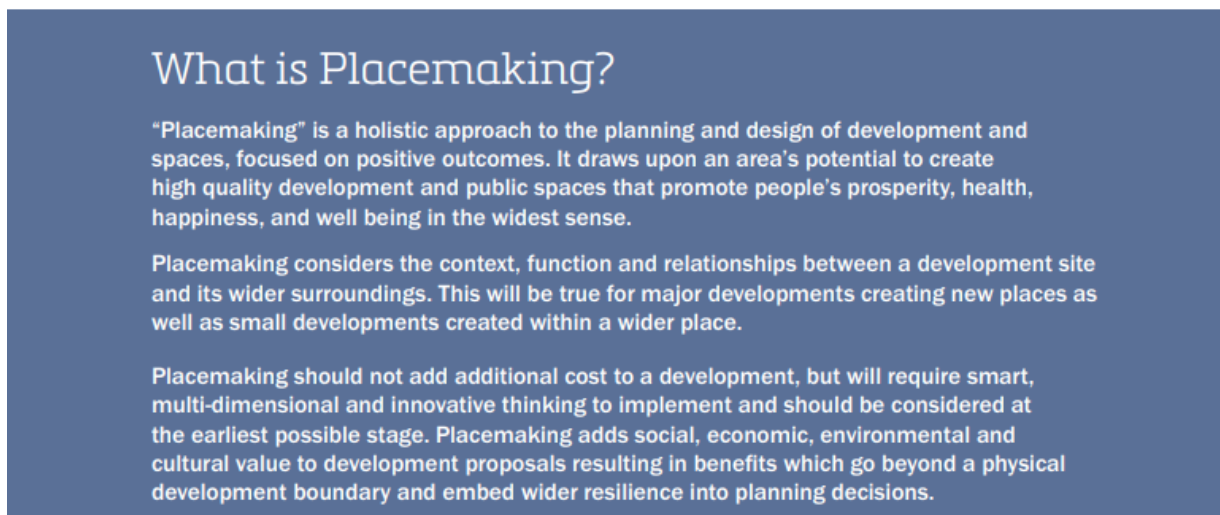 What is Placemaking?
“Placemaking” is a holistic approach to the planning and design of development and
spaces, focused on positive outcomes. It draws upon an area’s potential to create
high quality development and public spaces that promote people’s prosperity, health,
happiness, and well being in the widest sense.
Placemaking considers the context, function and relationships between a development site
and its wider surroundings. This will be true for major developments creating new places as
well as small developments created within a wider place.
Placemaking should not add additional cost to a development, but will require smart,
multi-dimensional and innovative thinking to implement and should be considered at
the earliest possible stage. Placemaking adds social, economic, environmental and
cultural value to development proposals resulting in benefits which go beyond a physical
development boundary and embed wider resilience into planning decisions.